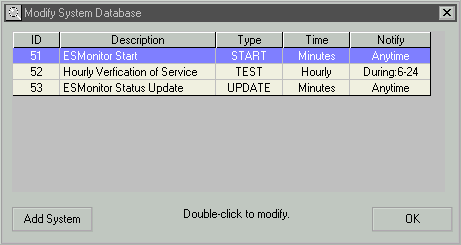 Modify System Database
ID Description Type Time Notify
51 ESMonitor Start START Minutes Anytime
52 Hourly Verfication of Service TEST Hourly During:6-24
53 ESMonitor Status Update UPDATE Minutes Anytime
Add System Double-click to modify. OK